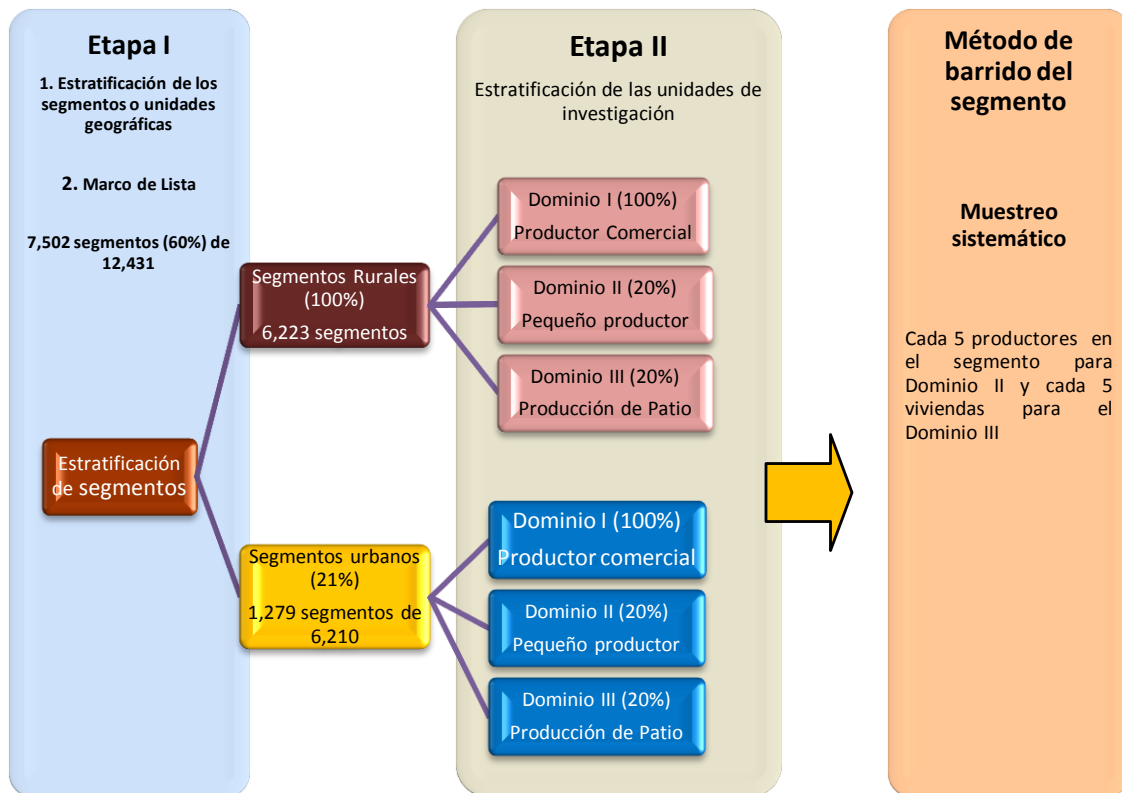 Etapa I
1. Estratificación de los
segmentos o unidades
geográficas
2. Marco de Lista
7,502 segmentos (60%) de
12,431
Estratificación
de segmentos
Segmentos Rurales
(100%)
6,223 segmentos
Segmentos urbanos
(21%)
1,279 segmentos de
6,210
Etapa II
Estratificación de las unidades de
investigación
Dominio I (100%)
Productor Comercial
Dominio II (20%)
Pequeño productor
Dominio III (20%)
Producción de Patio
Dominio I (100%)
Productor comercial
Dominio II (20%)
Pequeño productor
Dominio III (20%)
Producción de Patio
Método de
barrido del
segmento
Muestreo
sistemático
Cada 5 productores en
el segmento para
Dominio II y cada 5
viviendas para el
Dominio III